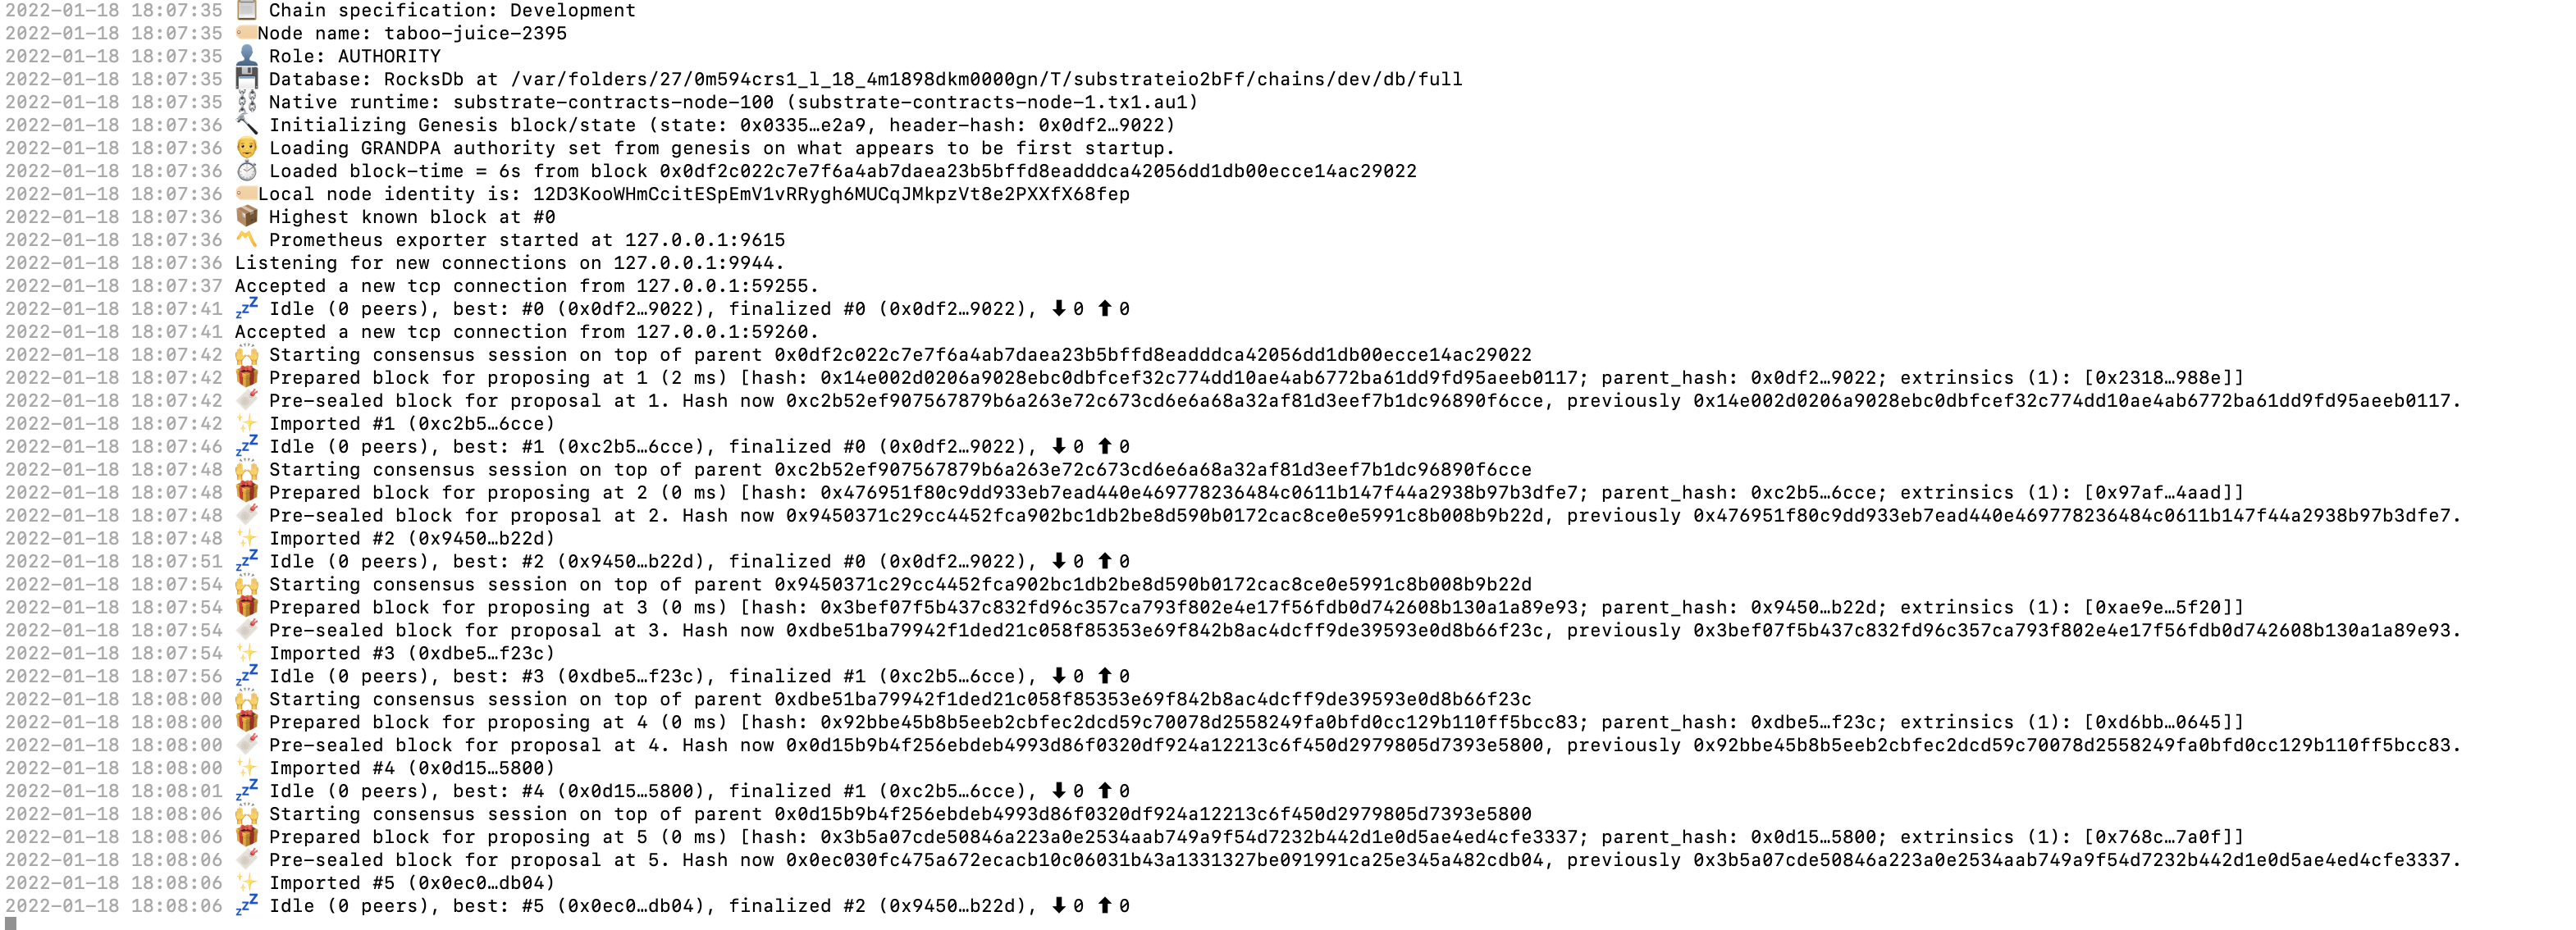 2022-01-18 18:07:35 📋 Chain specification: Development
2022-01-18 18:07:35 🏷Node name: taboo-juice-2395
2022-01-18 18:07:35 👤 Role: AUTHORITY
2022-01-18 18:07:35 💾 Database: RocksDb at /var/folders/27/0m594crs1_l_18_4m1898dkm0000gn/T/substrateio2bFf/chains/dev/db/full
2022-01-18 18:07:35 ⛓ Native runtime: substrate-contracts-node-100 (substrate-contracts-node-1.tx1.au1)
2022-01-18 18:07:36 🔨 Initializing Genesis block/state (state: 0x0335…e2a9, header-hash: 0x0df2…9022)
2022-01-18 18:07:36 👴 Loading GRANDPA authority set from genesis on what appears to be first startup.
2022-01-18 18:07:36 ⏱ Loaded block-time = 6s from block 0x0df2c022c7e7f6a4ab7daea23b5bffd8eadddca42056dd1db00ecce14ac29022
2022-01-18 18:07:36 🏷Local node identity is: 12D3KooWHmCcitESpEmV1vRRygh6MUCqJMkpzVt8e2PXXfX68fep
2022-01-18 18:07:36 📦 Highest known block at #0
2022-01-18 18:07:36 〽️ Prometheus exporter started at 127.0.0.1:9615
2022-01-18 18:07:36 Listening for new connections on 127.0.0.1:9944.
2022-01-18 18:07:37 Accepted a new tcp connection from 127.0.0.1:59255.
2022-01-18 18:07:41 💤 Idle (0 peers), best: #0 (0x0df2…9022), finalized #0 (0x0df2…9022), ⬇ 0 ⬆ 0
2022-01-18 18:07:41 Accepted a new tcp connection from 127.0.0.1:59260.
2022-01-18 18:07:42 🙌 Starting consensus session on top of parent 0x0df2c022c7e7f6a4ab7daea23b5bffd8eadddca42056dd1db00ecce14ac29022
2022-01-18 18:07:42 🎁 Prepared block for proposing at 1 (2 ms) [hash: 0x14e002d0206a9028ebc0dbfcef32c774dd10ae4ab6772ba61dd9fd95aeeb0117; parent_hash: 0x0df2…9022; extrinsics (1): [0x2318…988e]]
2022-01-18 18:07:42 🔖 Pre-sealed block for proposal at 1. Hash now 0xc2b52ef907567879b6a263e72c673cd6e6a68a32af81d3eef7b1dc96890f6cce, previously 0x14e002d0206a9028ebc0dbfcef32c774dd10ae4ab6772ba61dd9fd95aeeb0117.
2022-01-18 18:07:42 ✨ Imported #1 (0xc2b5…6cce)
2022-01-18 18:07:46 💤 Idle (0 peers), best: #1 (0xc2b5…6cce), finalized #0 (0x0df2…9022), ⬇ 0 ⬆ 0
2022-01-18 18:07:48 🙌 Starting consensus session on top of parent 0xc2b52ef907567879b6a263e72c673cd6e6a68a32af81d3eef7b1dc96890f6cce
2022-01-18 18:07:48 🎁 Prepared block for proposing at 2 (0 ms) [hash: 0x476951f80c9dd933eb7ead440e469778236484c0611b147f44a2938b97b3dfe7; parent_hash: 0xc2b5…6cce; extrinsics (1): [0x97af…4aad]]
2022-01-18 18:07:48 🔖 Pre-sealed block for proposal at 2. Hash now 0x9450371c29cc4452fca902bc1db2be8d590b0172cac8ce0e5991c8b008b9b22d, previously 0x476951f80c9dd933eb7ead440e469778236484c0611b147f44a2938b97b3dfe7.
2022-01-18 18:07:48 ✨ Imported #2 (0x9450…b22d)
2022-01-18 18:07:51 💤 Idle (0 peers), best: #2 (0x9450…b22d), finalized #0 (0x0df2…9022), ⬇ 0 ⬆ 0
2022-01-18 18:07:54 🙌 Starting consensus session on top of parent 0x9450371c29cc4452fca902bc1db2be8d590b0172cac8ce0e5991c8b008b9b22d
2022-01-18 18:07:54 🎁 Prepared block for proposing at 3 (0 ms) [hash: 0x3bef07f5b437c832fd96c357ca793f802e4e17f56fdb0d742608b130a1a89e93; parent_hash: 0x9450…b22d; extrinsics (1): [0xae9e…5f20]]
2022-01-18 18:07:54 🔖 Pre-sealed block for proposal at 3. Hash now 0xdbe51ba79942f1ded21c058f85353e69f842b8ac4dcff9de39593e0d8b66f23c, previously 0x3bef07f5b437c832fd96c357ca793f802e4e17f56fdb0d742608b130a1a89e93.
2022-01-18 18:07:54 ✨ Imported #3 (0xdbe5…f23c)
2022-01-18 18:07:56 💤 Idle (0 peers), best: #3 (0xdbe5…f23c), finalized #1 (0xc2b5…6cce), ⬇ 0 ⬆ 0
2022-01-18 18:08:00 🙌 Starting consensus session on top of parent 0xdbe51ba79942f1ded21c058f85353e69f842b8ac4dcff9de39593e0d8b66f23c
2022-01-18 18:08:00 🎁 Prepared block for proposing at 4 (0 ms) [hash: 0x92bbe45b8b5eeb2cbfec2dcd59c70078d2558249fa0bfd0cc129b110ff5bcc83; parent_hash: 0xdbe5…f23c; extrinsics (1): [0xd6bb…0645]]
2022-01-18 18:08:00 🔖 Pre-sealed block for proposal at 4. Hash now 0x0d15b9b4f256ebdeb4993d86f0320df924a12213c6f450d2979805d7393e5800, previously 0x92bbe45b8b5eeb2cbfec2dcd59c70078d2558249fa0bfd0cc129b110ff5bcc83.
2022-01-18 18:08:00 ✨ Imported #4 (0x0d15…5800)
2022-01-18 18:08:01 💤 Idle (0 peers), best: #4 (0x0d15…5800), finalized #1 (0xc2b5…6cce), ⬇ 0 ⬆ 0
2022-01-18 18:08:06 🙌 Starting consensus session on top of parent 0x0d15b9b4f256ebdeb4993d86f0320df924a12213c6f450d2979805d7393e5800
2022-01-18 18:08:06 🎁 Prepared block for proposing at 5 (0 ms) [hash: 0x3b5a07cde50846a223a0e2534aab749a9f54d7232b442d1e0d5ae4ed4cfe3337; parent_hash: 0x0d15…5800; extrinsics (1): [0x768c…7a0f]]
2022-01-18 18:08:06 🔖 Pre-sealed block for proposal at 5. Hash now 0x0ec030fc475a672ecacb10c06031b43a1331327be091991ca25e345a482cdb04, previously 0x3b5a07cde50846a223a0e2534aab749a9f54d7232b442d1e0d5ae4ed4cfe3337.
2022-01-18 18:08:06 ✨ Imported #5 (0x0ec0…db04)
2022-01-18 18:08:06 💤 Idle (0 peers), best: #5 (0x0ec0…db04), finalized #2 (0x9450…b22d), ⬇ 0 ⬆ 0